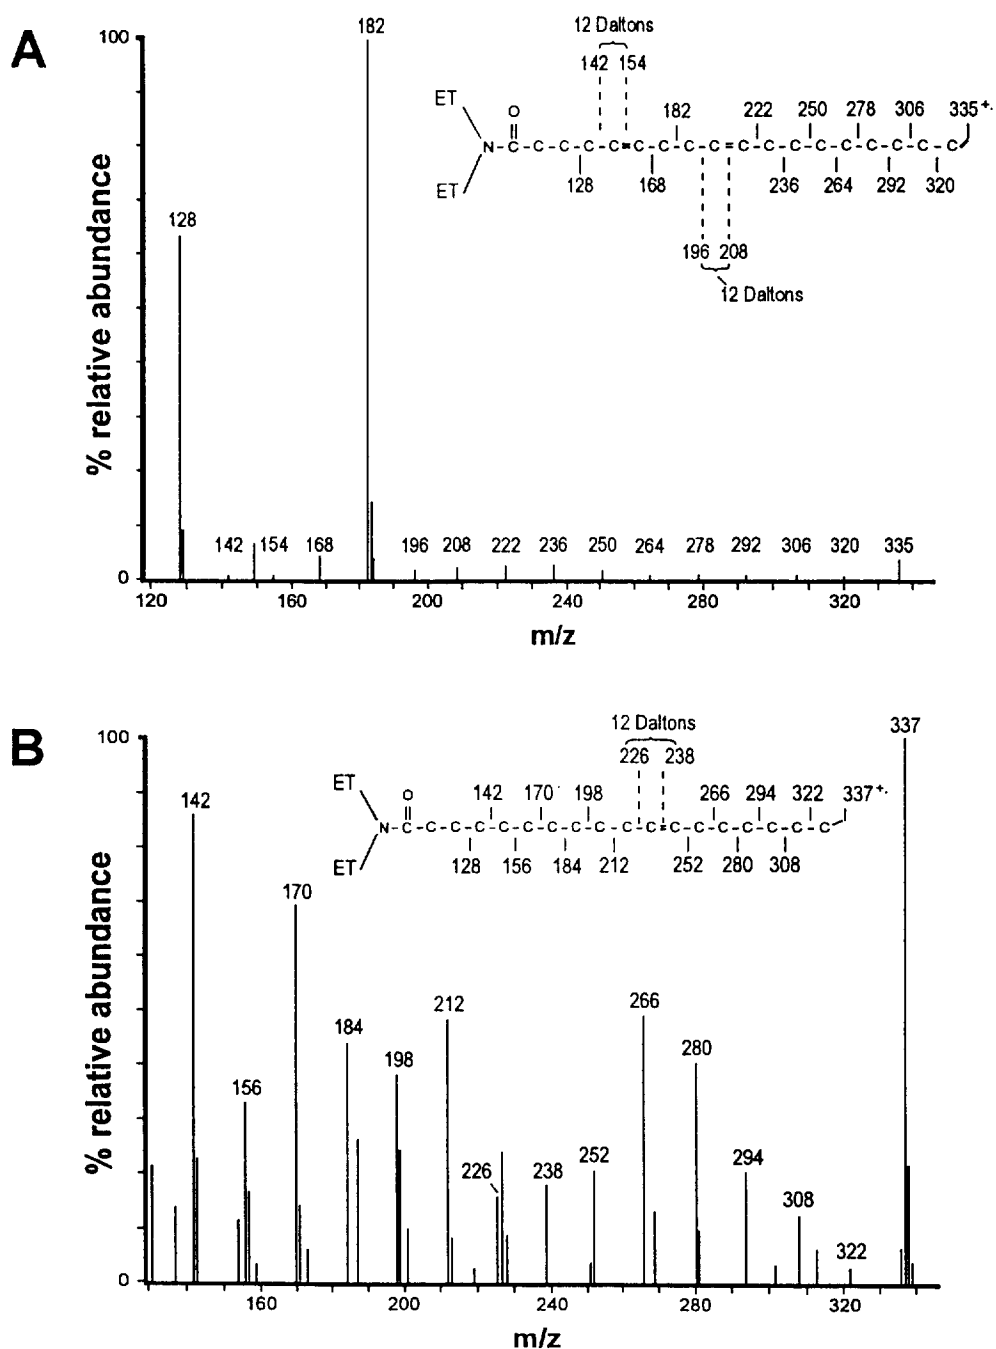 A
100
182
12 Daltons
142 154
ET
O
182 222 250 278 306 335+.
N-C-C-C-C-C=C-C-C-C=C-C-C-C-C-C-C-C-C
ET
128 168 236 264 292 320
196 208
12 Daltons
128
% relative abundance
142 154 168 196 208 222 236 250 264 278 292 306 320 335
0
120 160 200 240 280 320
m/z
B
100
12 Daltons
226 238
337
ET
O
142 170 198 266 294 322 337+.
142
N-C-C-C-C-C-C-C-C-C-C=C-C-C-C-C-C-C
ET
128 156 184 212 252 280 308
170
% relative abundance
212
266
184
280
198
156
226 238 252 294
308
322
0
160 200 240 280 320
m/z